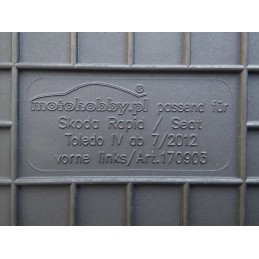 motohobby.pl passend für
Skoda Rapid / Seat
Toledo IV ab 7/2012
vorne links/Art.170903